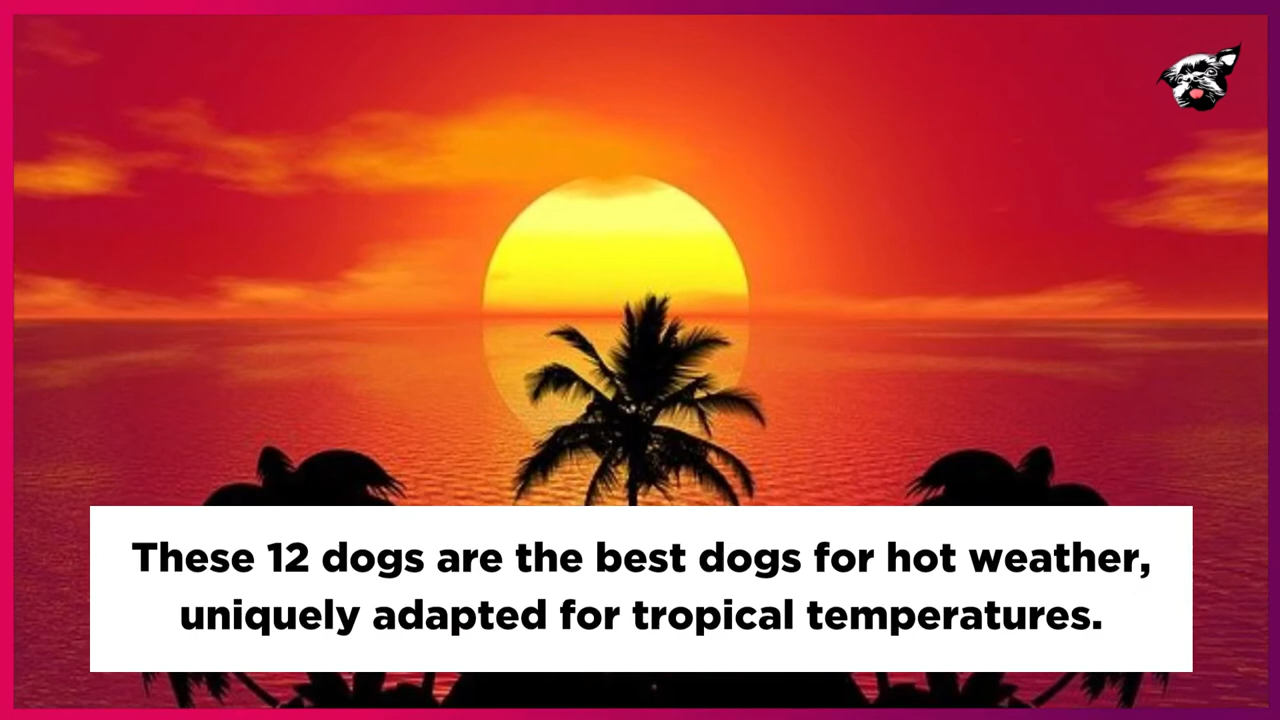 These 12 dogs are the best dogs for hot weather,
uniquely adapted for tropical temperatures.